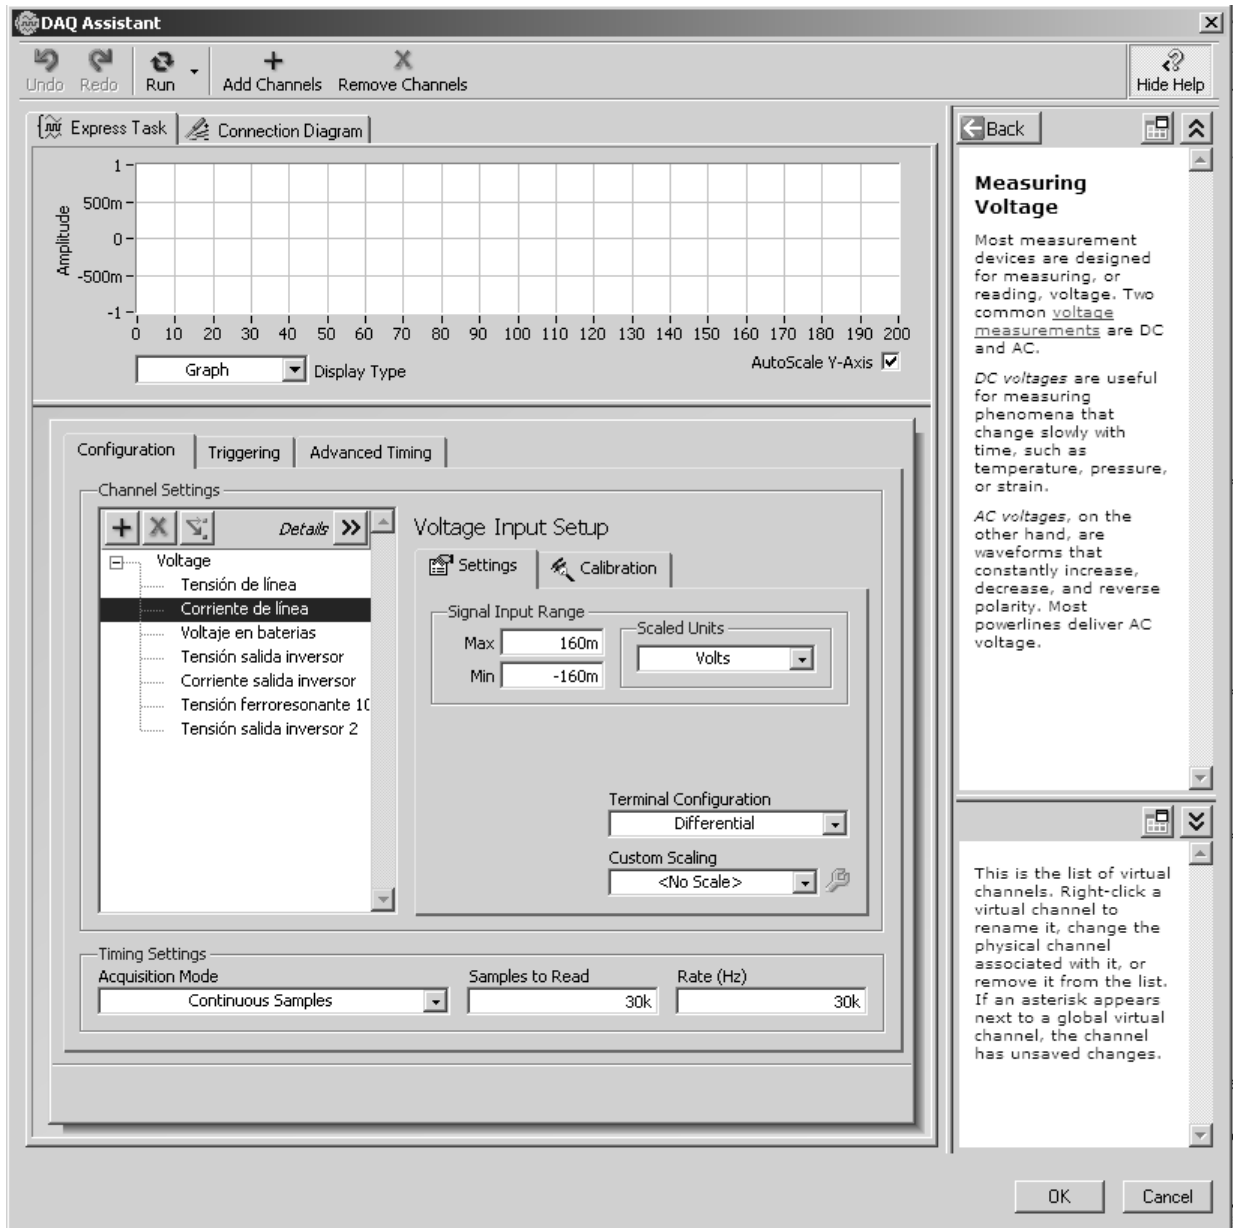 DAQ Assistant
Undo Redo Run Add Channels Remove Channels Hide Help
Express Task Connection Diagram
Amplitude
1
500m
0
-500m
-1
0 10 20 30 40 50 60 70 80 90 100 110 120 130 140 150 160 170 180 190 200
Graph Display Type AutoScale Y-Axis
Configuration Triggering Advanced Timing
Channel Settings
Details
Voltage
Tensión de línea
Corriente de línea
Voltaje en baterias
Tensión salida inversor
Corriente salida inversor
Tensión ferroresonante 10
Tensión salida inversor 2
Voltage Input Setup
Settings Calibration
Signal Input Range
Max 160m
Min -160m
Scaled Units
Volts
Terminal Configuration
Differential
Custom Scaling
<No Scale>
Timing Settings
Acquisition Mode Samples to Read Rate (Hz)
Continuous Samples 30k 30k
Back
Measuring
Voltage
Most measurement
devices are designed
for measuring, or
reading, voltage. Two
common voltage
measurements are DC
and AC.
DC voltages are useful
for measuring
phenomena that
change slowly with
time, such as
temperature, pressure,
or strain.
AC voltages, on the
other hand, are
waveforms that
constantly increase,
decrease, and reverse
polarity. Most
powerlines deliver AC
voltage.
This is the list of virtual
channels. Right-click a
virtual channel to
rename it, change the
physical channel
associated with it, or
remove it from the list.
If an asterisk appears
next to a global virtual
channel, the channel
has unsaved changes.
OK Cancel